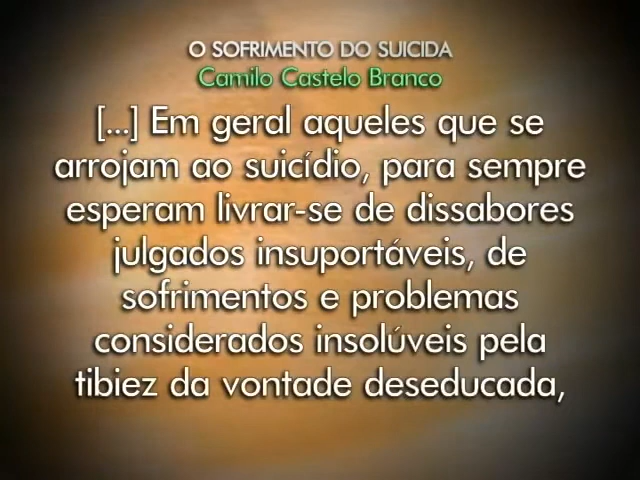 O SOFRIMENTO DO SUICIDA
Camilo Castelo Branco
[...] Em geral aqueles que se
arrojam ao suicídio, para sempre
esperam livrar-se de dissabores
julgados insuportáveis, de
sofrimentos e problemas
considerados insolúveis pela
tibiez da vontade deseducada,